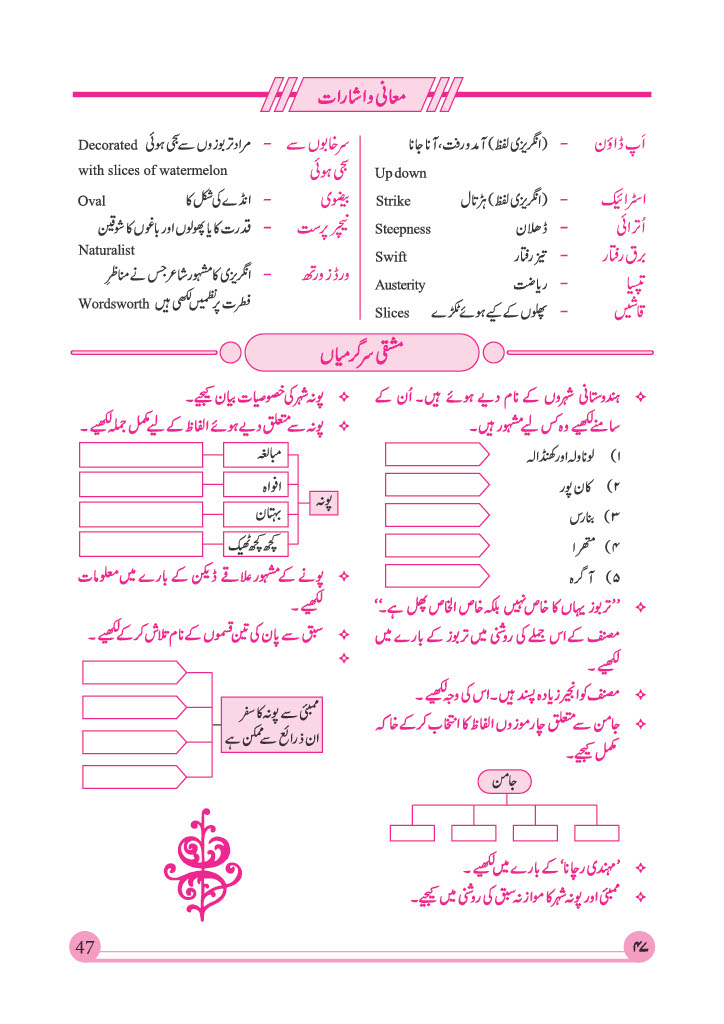 معانی و اشارات
اَپ ڈاؤن - (انگریزی لفظ) آمد و رفت، آنا جانا
Up down
اسٹرائیک - (انگریزی لفظ) ہڑتال Strike
اُترائی - ڈھلان Steepness
برق رفتار - تیز رفتار Swift
تپسیا - ریاضت Austerity
قاشیں - پھلوں کے کیے ہوئے ٹکڑے Slices
سرخابوں سے - مراد تربوزوں سے سجی ہوئی Decorated
سجی ہوئی with slices of watermelon
بیضوی - انڈے کی شکل کا Oval
نیچر پرست - قدرت کا یا پھولوں اور باغوں کا شوقین
Naturalist
ورڈز ورتھ - انگریزی کا مشہور شاعر جس نے مناظرِ
فطرت پر نظمیں لکھی ہیں Wordsworth
مشقی سرگرمیاں
ہندوستانی شہروں کے نام دیے ہوئے ہیں۔ اُن کے
سامنے لکھیے وہ کس لیے مشہور ہیں۔
۱) لوناولہ اور کھنڈالہ
۲) کان پور
۳) بنارس
۴) متھرا
۵) آگرہ
’’تربوز یہاں کا خاص نہیں بلکہ خاص الخاص پھل ہے۔‘‘
مصنف کے اس جملے کی روشنی میں تربوز کے بارے میں
لکھیے۔
مصنف کو انجیر زیادہ پسند ہیں۔ اس کی وجہ لکھیے۔
جامن سے متعلق چار موزوں الفاظ کا انتخاب کرکے خاکہ
مکمل کیجیے۔
جامن
’مہندی رچانا‘ کے بارے میں لکھیے۔
ممبئی اور پونہ شہر کا موازنہ سبق کی روشنی میں کیجیے۔
پونہ شہر کی خصوصیات بیان کیجیے۔
پونہ سے متعلق دیے ہوئے الفاظ کے لیے مکمل جملہ لکھیے۔
پونہ
مبالغہ
افواہ
بہتان
کچھ کچھ ٹھیک
پونے کے مشہور علاقے ڈیکن کے بارے میں معلومات
لکھیے۔
سبق سے پان کی تین قسموں کے نام تلاش کرکے لکھیے۔
ممبئی سے پونہ کا سفر
ان ذرائع سے ممکن ہے
47
۴۷